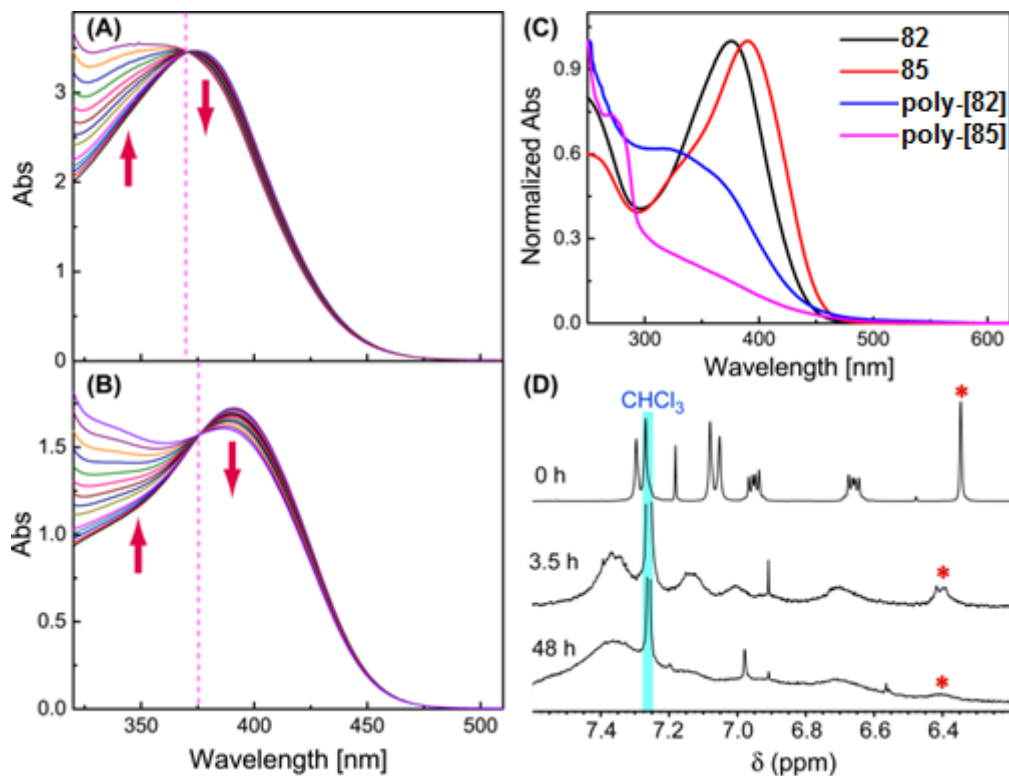 (A)
3
2
1
0
Abs
(B)
1.5
1.0
0.5
0.0
Abs
350
400
450
500
Wavelength [nm]
(C)
82
85
poly-[82]
poly-[85]
0.9
0.6
0.3
0.0
Normalized Abs
300
400
500
600
Wavelength [nm]
(D)
CHCl₃
*
0 h
3.5 h
*
48 h
*
7.4 7.2 7.0 6.8 6.6 6.4
δ (ppm)